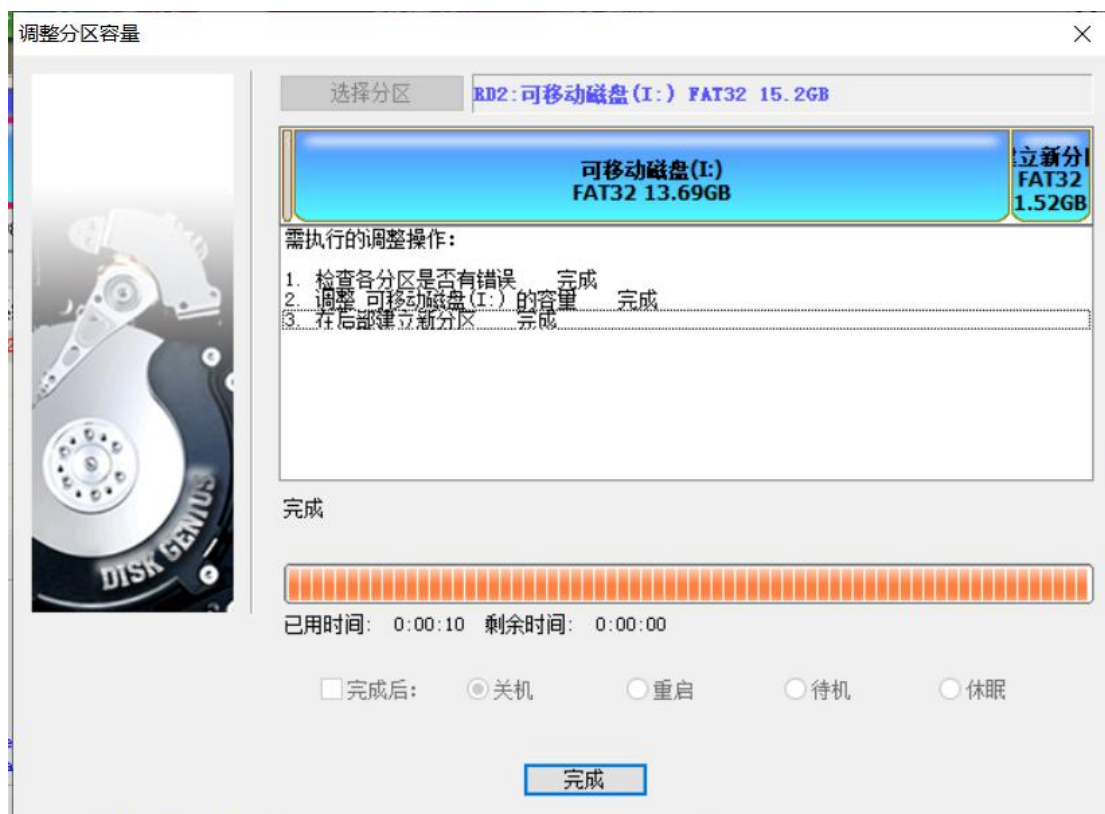 调整分区容量
选择分区 RD2:可移动磁盘(I:) FAT32 15.2GB
可移动磁盘(I:)
FAT32 13.69GB
立新分
FAT32
1.52GB
需执行的调整操作:
1. 检查各分区是否有错误 完成
2. 调整 可移动磁盘(I:) 的容量 完成
3. 在后部建立新分区 完成
DISK GENIUS
完成
已用时间: 0:00:10 剩余时间: 0:00:00
完成后: 关机 重启 待机 休眠
完成